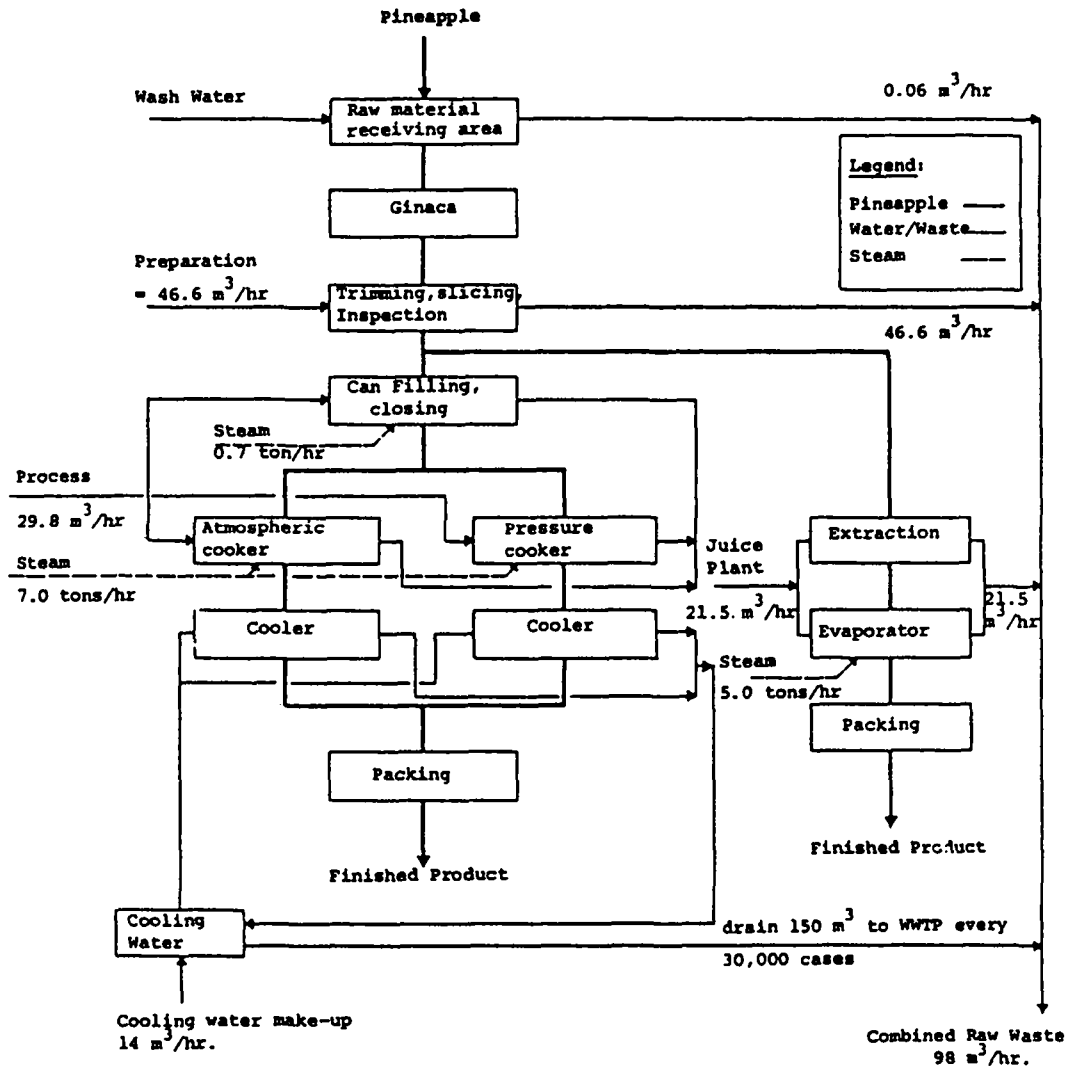 Pineapple
Wash Water
Raw material
receiving area
0.06 m³/hr
Legend:
Pineapple
Water/Waste
Steam
Ginaca
Preparation
= 46.6 m³/hr
Trimming,slicing,
Inspection
46.6 m³/hr
Can Filling,
closing
Steam
0.7 ton/hr
Process
29.8 m³/hr
Atmospheric
cooker
Pressure
cooker
Steam
7.0 tons/hr
Juice
Plant
21.5 m³/hr
Extraction
21.5
m³/hr
Cooler
Cooler
Evaporator
Steam
5.0 tons/hr
Packing
Packing
Finished Product
Finished Product
Cooling
Water
drain 150 m³ to WWTP every
30,000 cases
Cooling water make-up
14 m³/hr.
Combined Raw Waste
98 m³/hr.